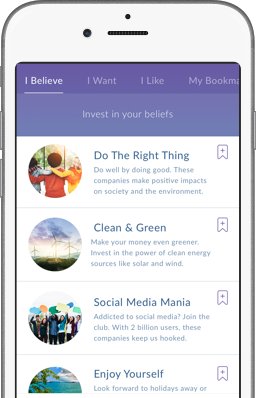 I Believe I Want I Like My Bookma
Invest in your beliefs
Do The Right Thing
Do well by doing good. These
companies make positive impacts
on society and the environment.
Clean & Green
Make your money even greener.
Invest in the power of clean energy
sources like solar and wind.
Social Media Mania
Addicted to social media? Join the
club. With 2 billion users, these
companies keep us hooked.
Enjoy Yourself
Look forward to holidays away or